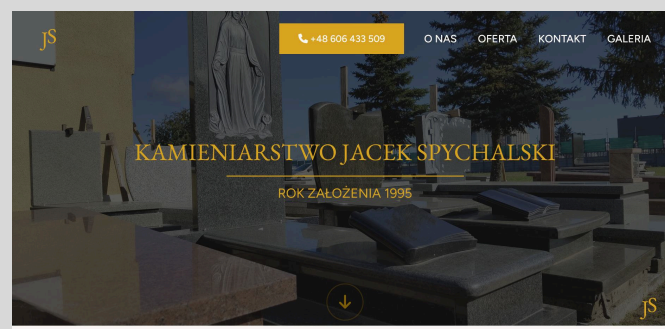 JS
+48 606 433 509
O NAS
OFERTA
KONTAKT
GALERIA
KAMIENIARSTWO JACEK SPYCHALSKI
ROK ZAŁOŻENIA 1995
JS